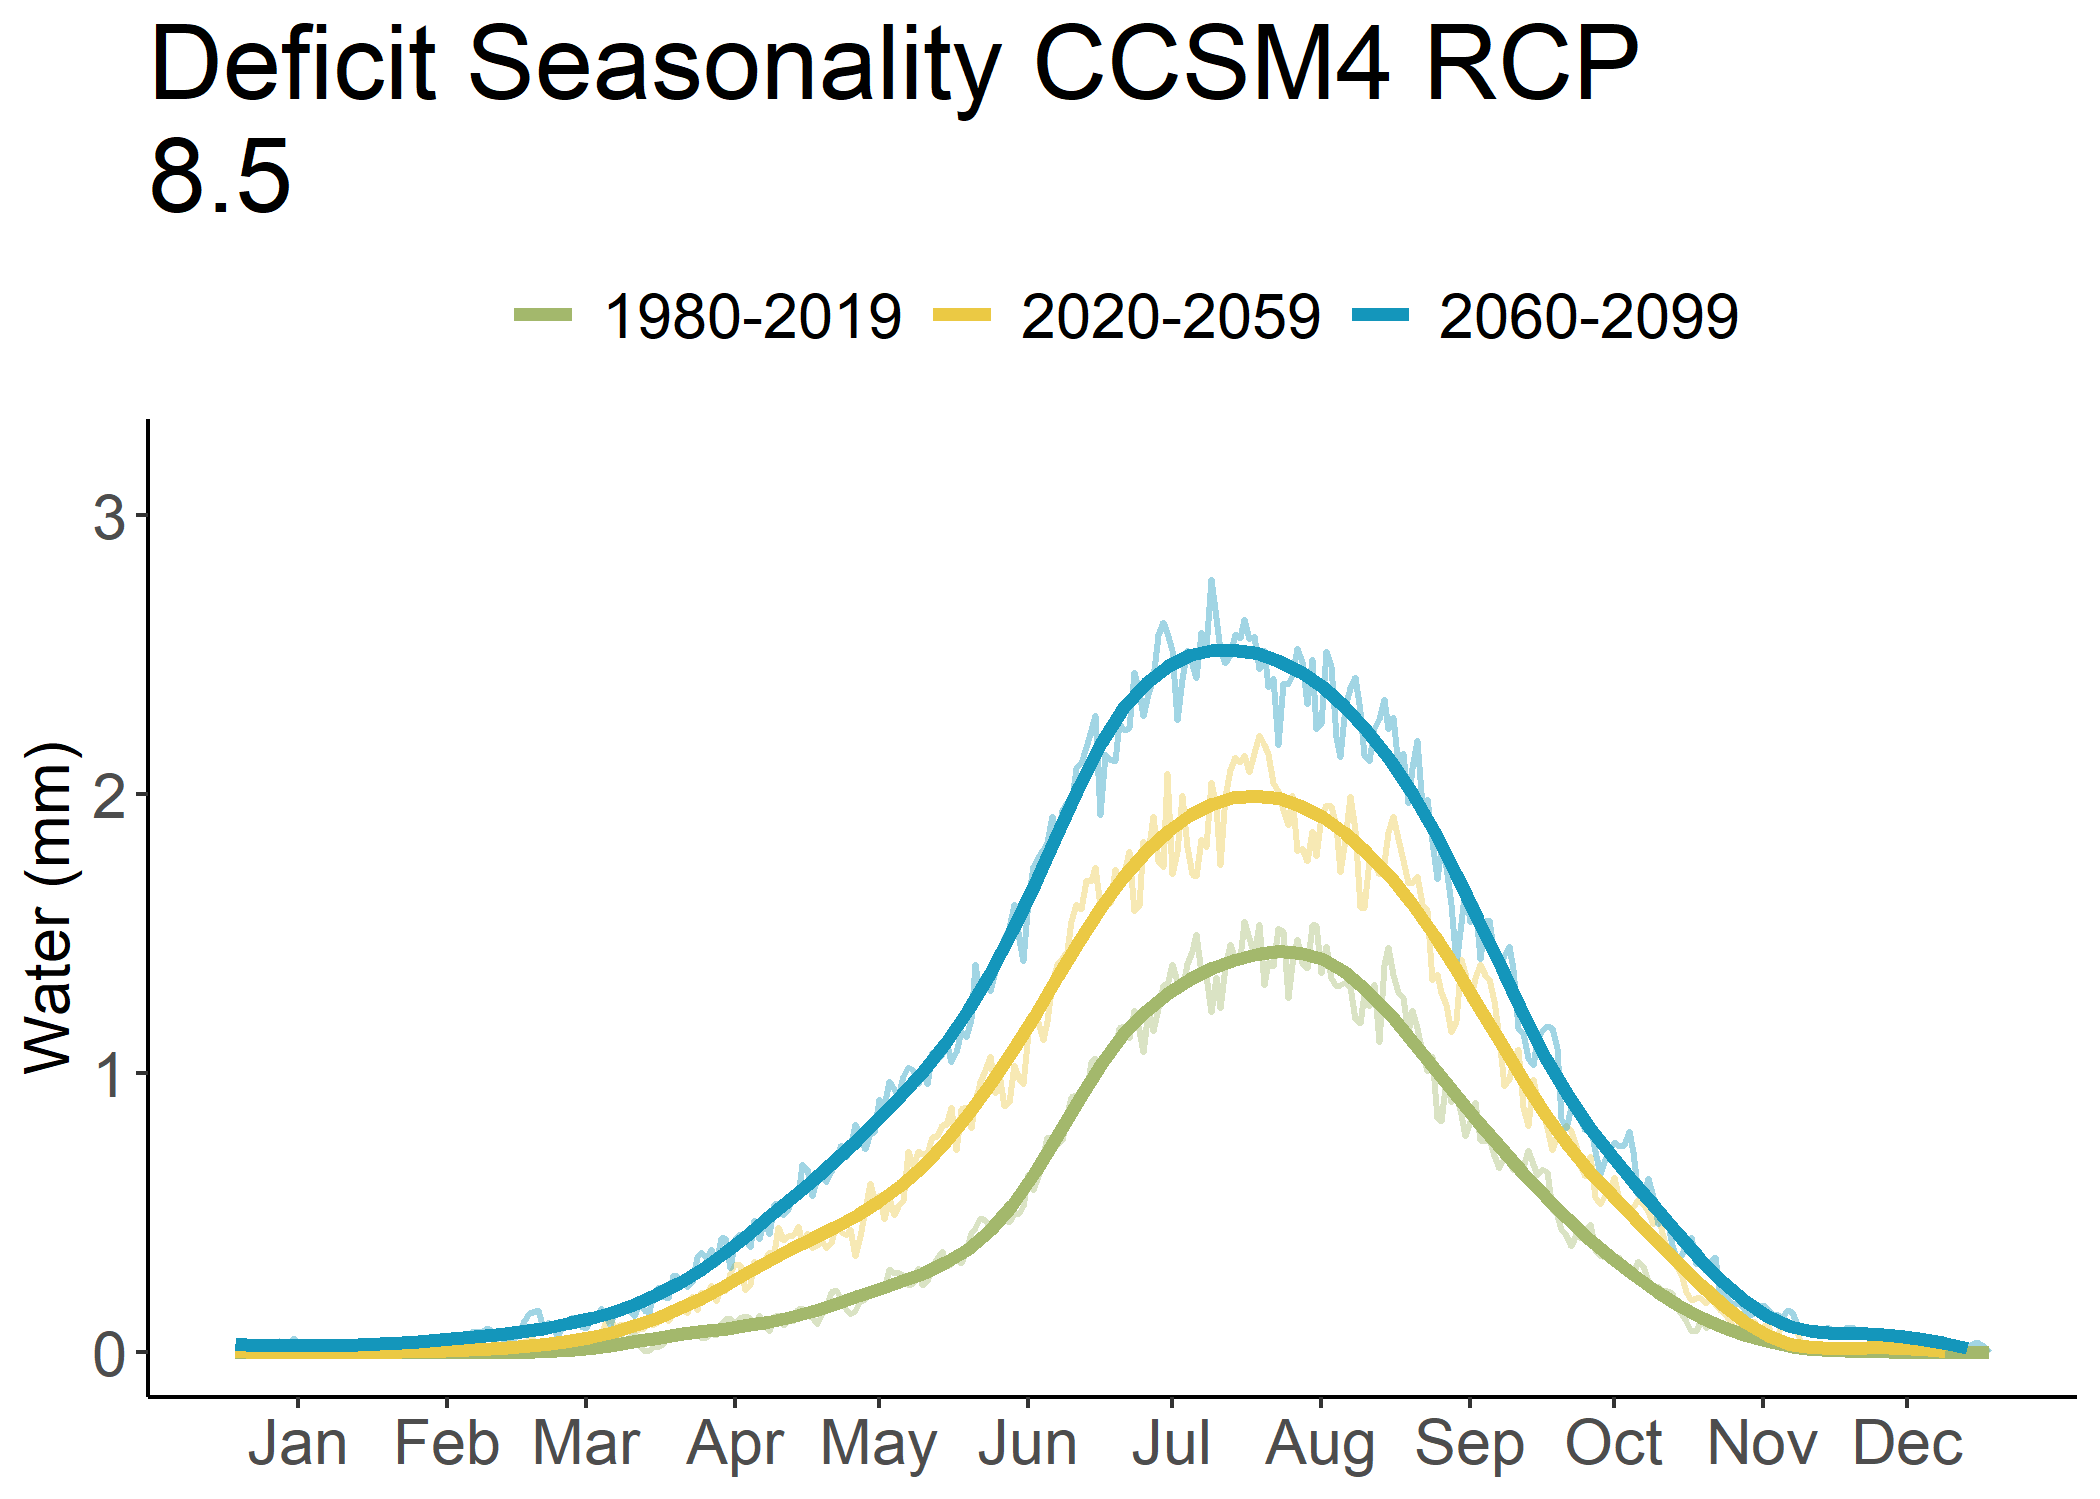 Deficit Seasonality CCSM4 RCP
8.5
1980-2019 2020-2059 2060-2099
Water (mm)
3
2
1
0
Jan Feb Mar Apr May Jun Jul Aug Sep Oct Nov Dec